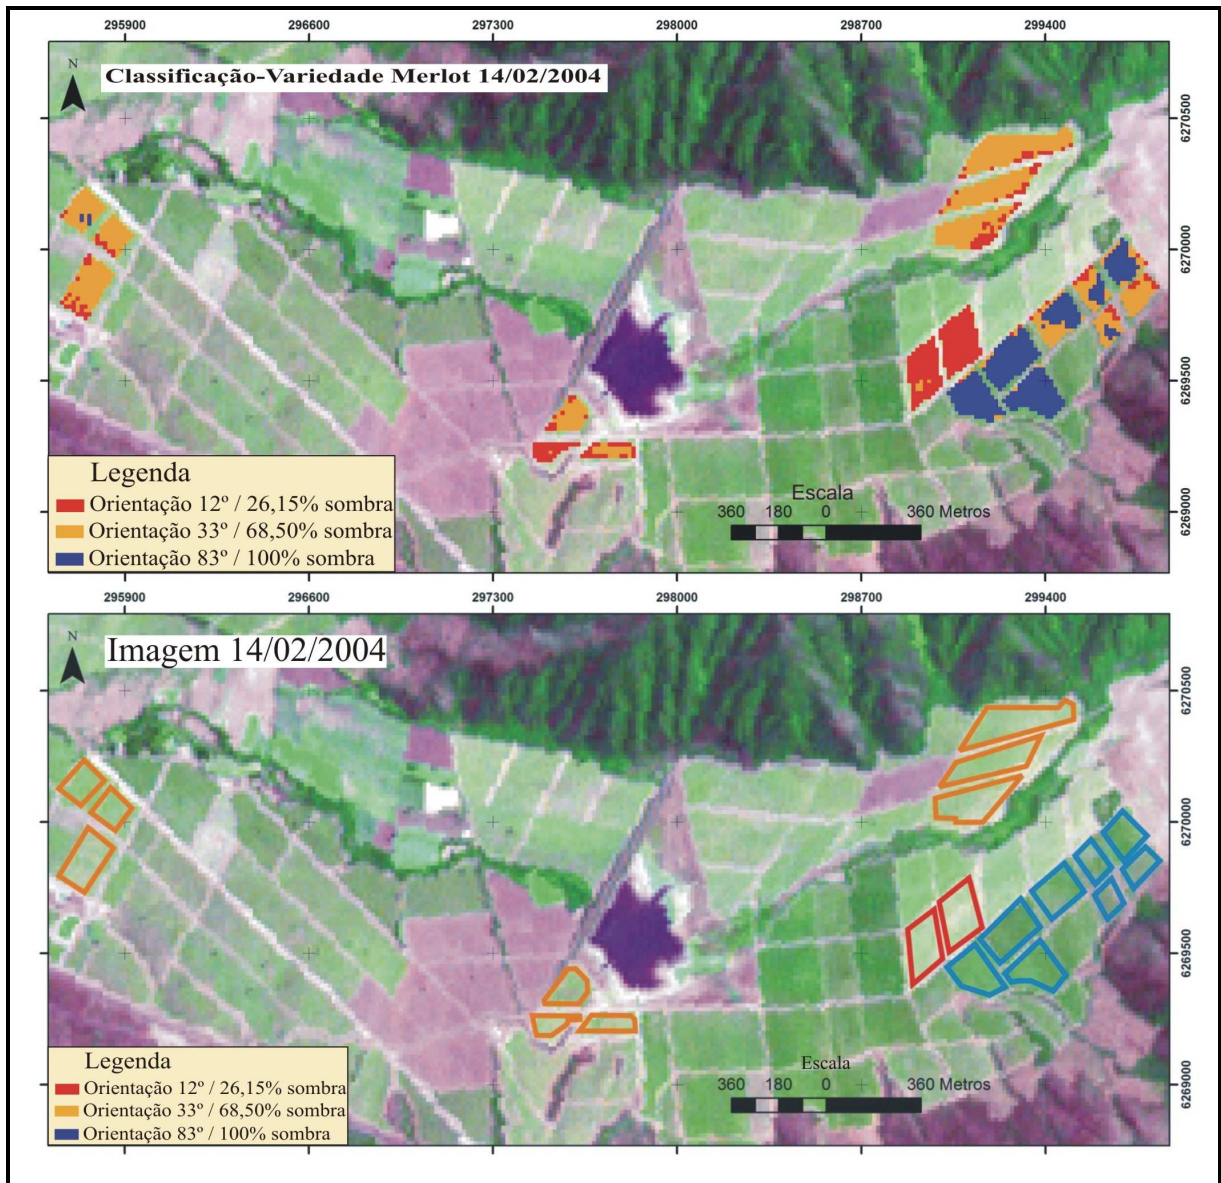 295900 296600 297300 298000 298700 299400
N
Classificação-Variedade Merlot 14/02/2004
6270500
6270000
6269500
6269000
Legenda
Orientação 12º / 26,15% sombra
Orientação 33º / 68,50% sombra
Orientação 83º / 100% sombra
Escala
360 180 0 360 Metros
295900 296600 297300 298000 298700 299400
N
Imagem 14/02/2004
6270500
6270000
6269500
6269000
Legenda
Orientação 12º / 26,15% sombra
Orientação 33º / 68,50% sombra
Orientação 83º / 100% sombra
Escala
360 180 0 360 Metros